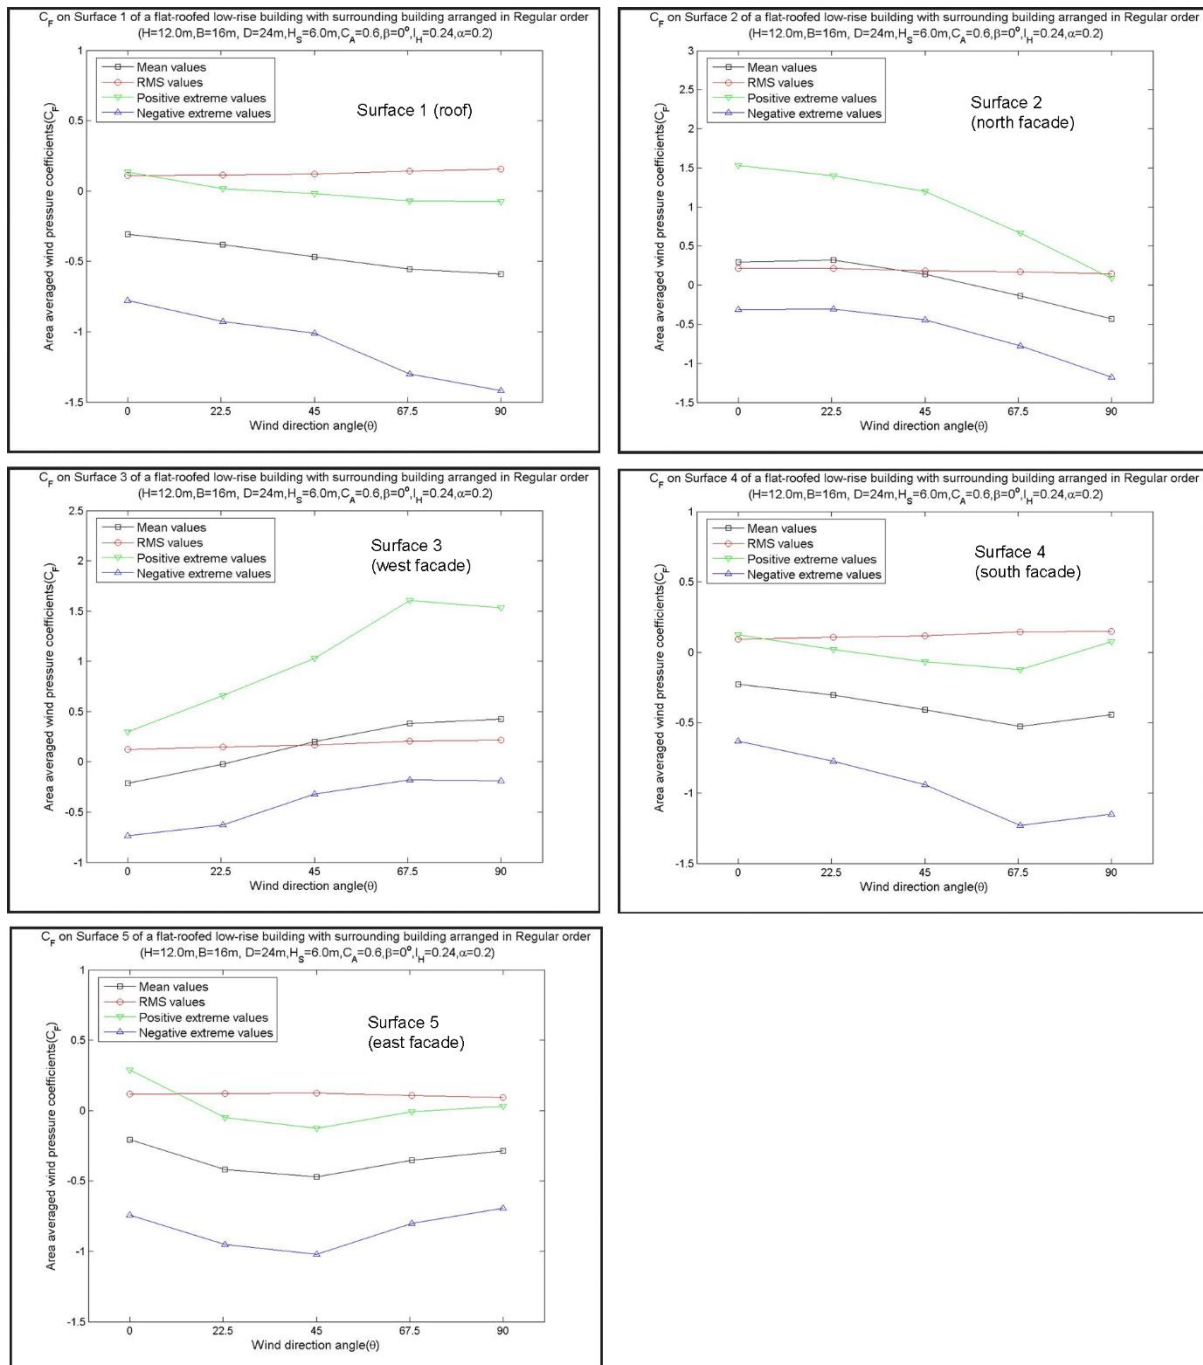 C_F on Surface 1 of a flat-roofed low-rise building with surrounding building arranged in Regular order
(H=12.0m,B=16m, D=24m,H_S=6.0m,C_A=0.6,β=0°,I_H=0.24,α=0.2)
Mean values
RMS values
Positive extreme values
Negative extreme values
Surface 1 (roof)
Area averaged wind pressure coefficients(C_F)
1
0.5
0
-0.5
-1
-1.5
0 22.5 45 67.5 90
Wind direction angle(θ)
C_F on Surface 2 of a flat-roofed low-rise building with surrounding building arranged in Regular order
(H=12.0m,B=16m, D=24m,H_S=6.0m,C_A=0.6,β=0°,I_H=0.24,α=0.2)
Mean values
RMS values
Positive extreme values
Negative extreme values
Surface 2
(north facade)
Area averaged wind pressure coefficients(C_F)
3
2.5
2
1.5
1
0.5
0
-0.5
-1
-1.5
0 22.5 45 67.5 90
Wind direction angle(θ)
C_F on Surface 3 of a flat-roofed low-rise building with surrounding building arranged in Regular order
(H=12.0m,B=16m, D=24m,H_S=6.0m,C_A=0.6,β=0°,I_H=0.24,α=0.2)
Mean values
RMS values
Positive extreme values
Negative extreme values
Surface 3
(west facade)
Area averaged wind pressure coefficients(C_F)
2.5
2
1.5
1
0.5
0
-0.5
-1
0 22.5 45 67.5 90
Wind direction angle(θ)
C_F on Surface 4 of a flat-roofed low-rise building with surrounding building arranged in Regular order
(H=12.0m,B=16m, D=24m,H_S=6.0m,C_A=0.6,β=0°,I_H=0.24,α=0.2)
Mean values
RMS values
Positive extreme values
Negative extreme values
Surface 4
(south facade)
Area averaged wind pressure coefficients(C_F)
1
0.5
0
-0.5
-1
-1.5
0 22.5 45 67.5 90
Wind direction angle(θ)
C_F on Surface 5 of a flat-roofed low-rise building with surrounding building arranged in Regular order
(H=12.0m,B=16m, D=24m,H_S=6.0m,C_A=0.6,β=0°,I_H=0.24,α=0.2)
Mean values
RMS values
Positive extreme values
Negative extreme values
Surface 5
(east facade)
Area averaged wind pressure coefficients(C_F)
1
0.5
0
-0.5
-1
-1.5
0 22.5 45 67.5 90
Wind direction angle(θ)